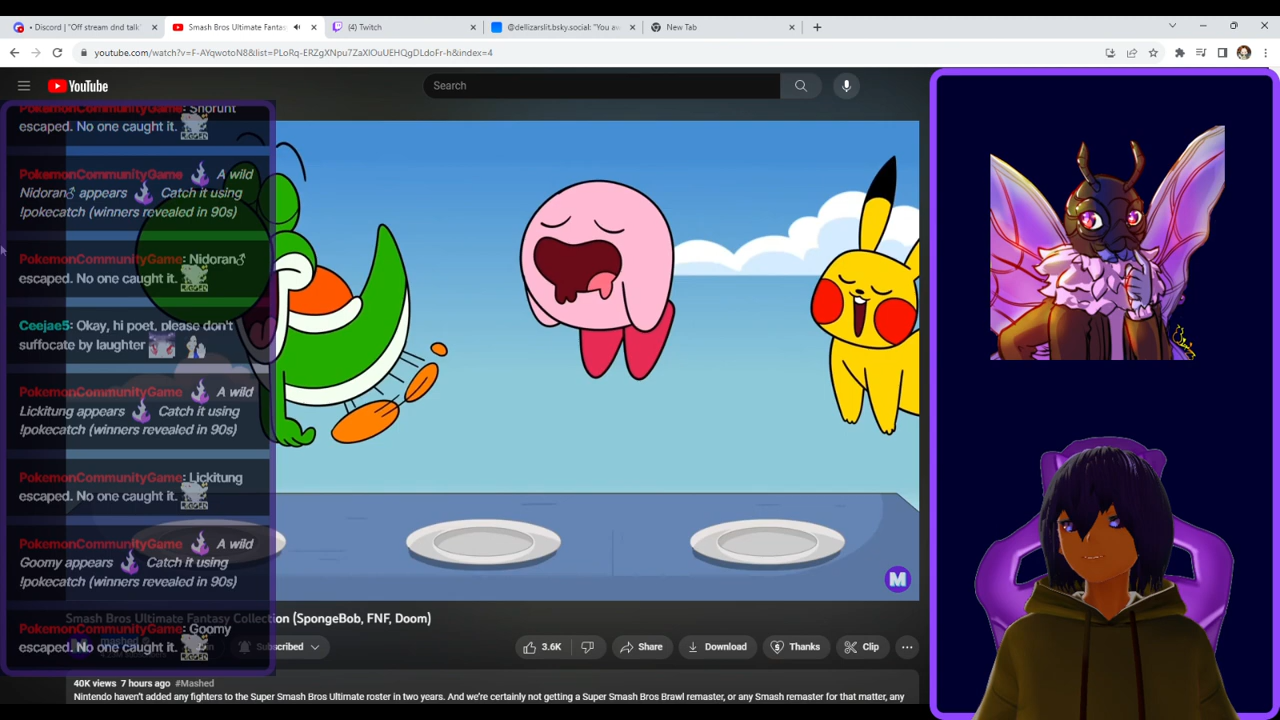 Discord | "Off stream dnd talk"
Smash Bros Ultimate Fantas
(4) Twitch
@dellizarslit.bsky.social: "You aw
New Tab
youtube.com/watch?v=F-AYqwotoN8&list=PLoRq-ERZgXNpu7ZaXlOuUEHQgDLdoFr-h&index=4
YouTube
Search
PokemonCommunityGame: Snorunt
escaped. No one caught it.
PokemonCommunityGame A wild
Nidoran♂ appears Catch it using
!pokecatch (winners revealed in 90s)
PokemonCommunityGame: Nidoran♂
escaped. No one caught it.
Ceejae5: Okay, hi poet, please don't
suffocate by laughter
PokemonCommunityGame A wild
Lickitung appears Catch it using
!pokecatch (winners revealed in 90s)
PokemonCommunityGame: Lickitung
escaped. No one caught it.
PokemonCommunityGame A wild
Goomy appears Catch it using
!pokecatch (winners revealed in 90s)
PokemonCommunityGame: Goomy
escaped. No one caught it.
M
Smash Bros Ultimate Fantasy Collection (SpongeBob, FNF, Doom)
mashed
Subscribed
3.6K
Share
Download
Thanks
Clip
40K views 7 hours ago #Mashed
Nintendo haven't added any fighters to the Super Smash Bros Ultimate roster in two years. And we're certainly not getting a Super Smash Bros Brawl remaster, or any Smash remaster for that matter, any